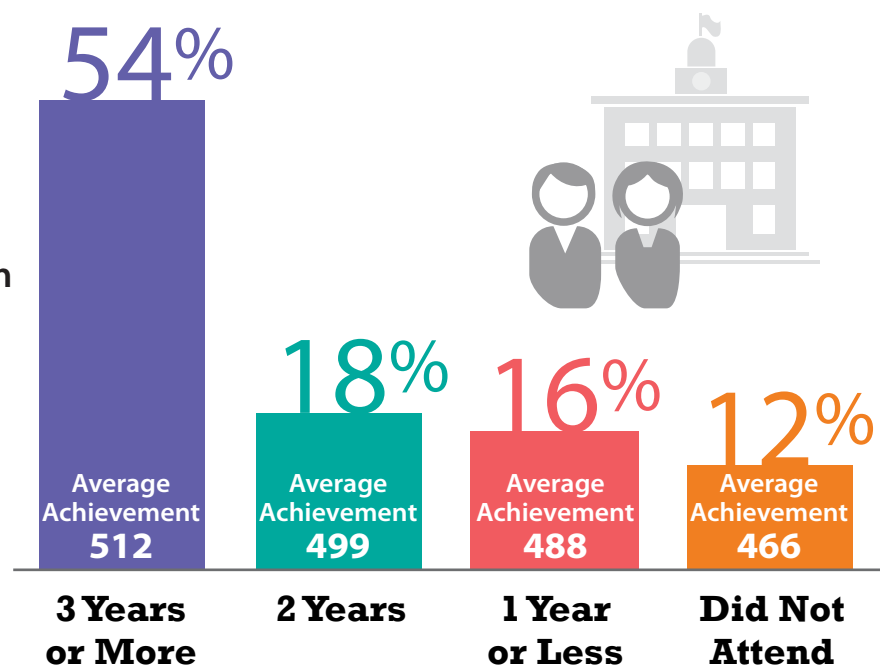 54%
18%
16%
12%
Average
Achievement
512
Average
Achievement
499
Average
Achievement
488
Average
Achievement
466
3 Years
or More
2 Years
1 Year
or Less
Did Not
Attend